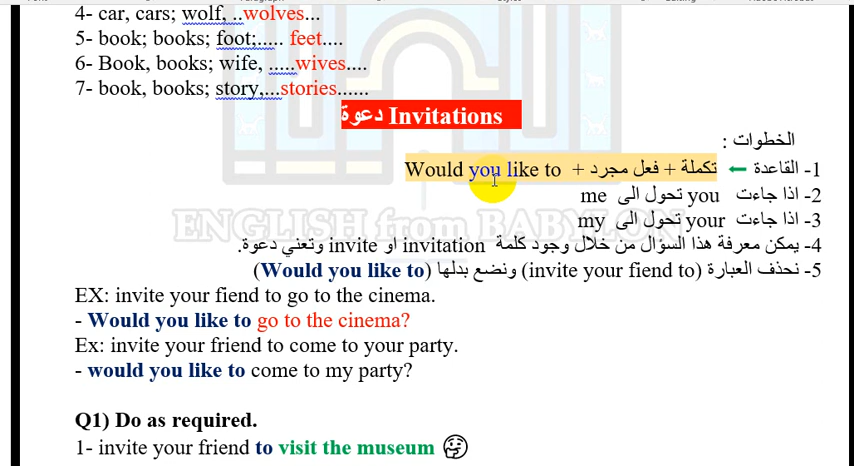 4- car, cars; wolf, ..wolves...
5- book; books; foot;..... feet....
6- Book, books; wife, .....wives....
7- book, books; story,...stories......
دعوة Invitations
الخطوات :
1- القاعدة ← Would you like to + فعل مجرد + تكملة
2- اذا جاءت you تحول الى me
3- اذا جاءت your تحول الى my
4- يمكن معرفة هذا السؤال من خلال وجود كلمة invitation او invite وتعني دعوة.
5- نحذف العبارة (invite your fiend to) ونضع بدلها (Would you like to)
EX: invite your fiend to go to the cinema.
- Would you like to go to the cinema?
Ex: invite your friend to come to your party.
- would you like to come to my party?
Q1) Do as required.
1- invite your friend to visit the museum
ENGLISH from BABYLON